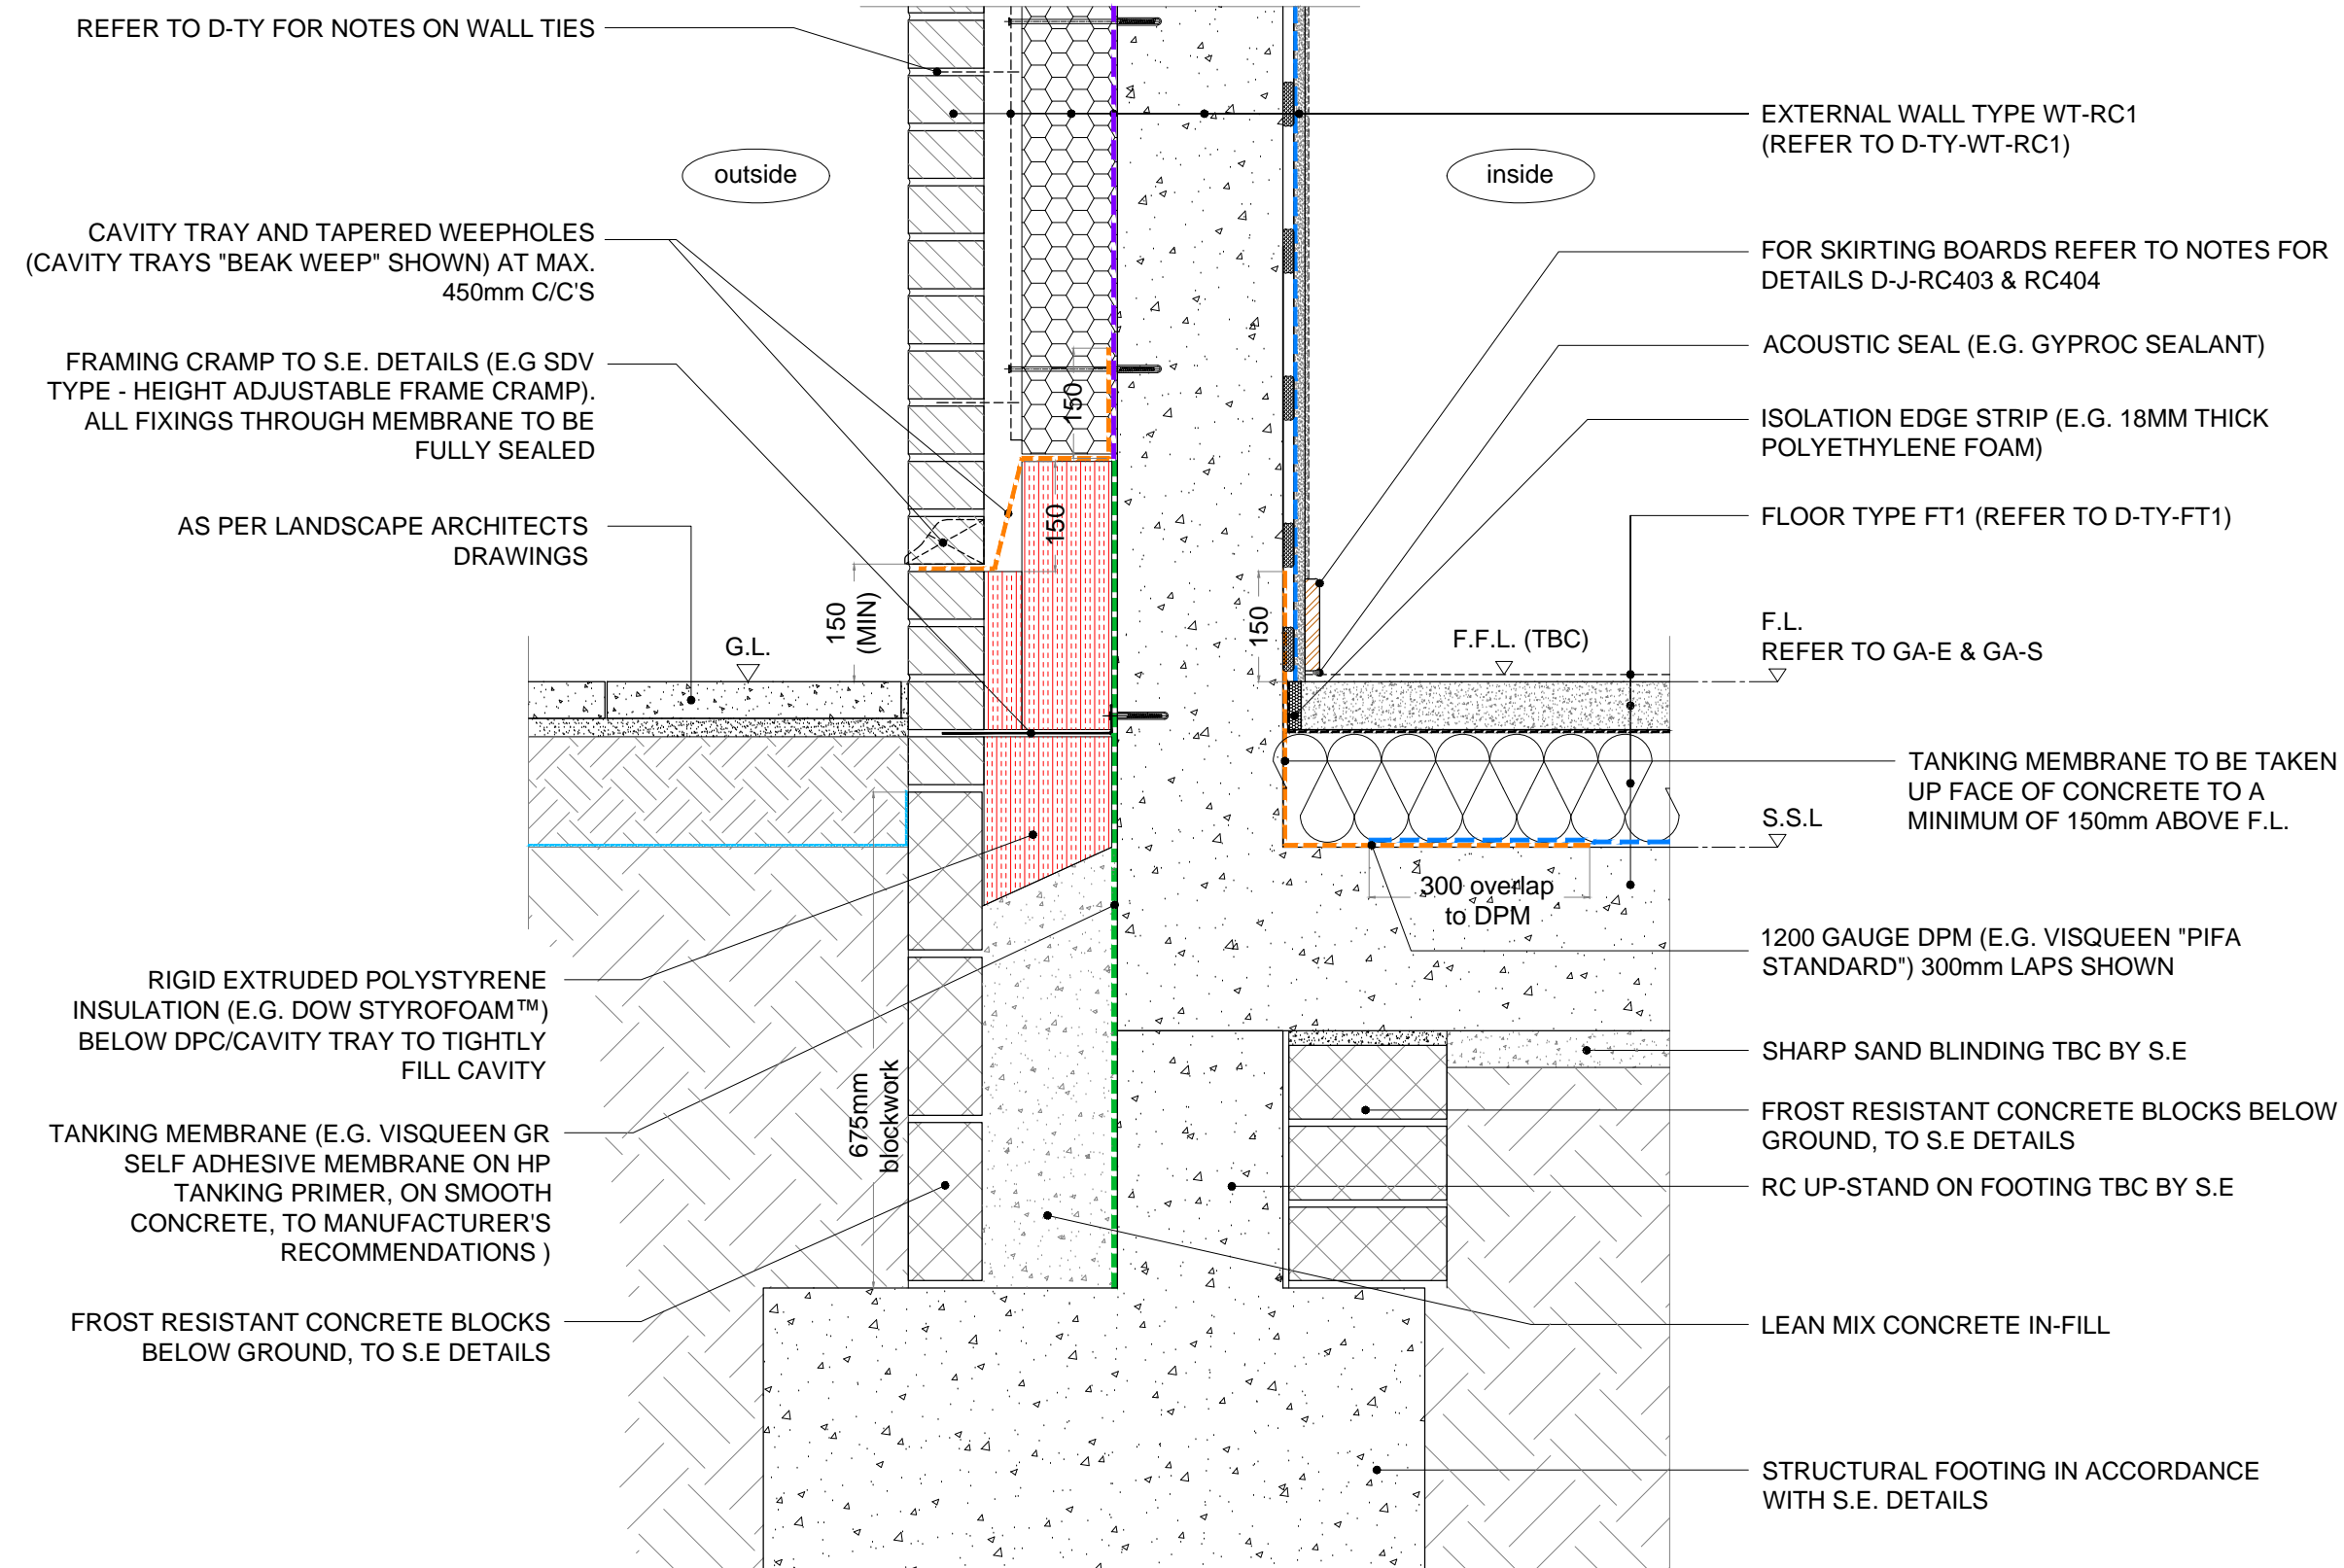 REFER TO D-TY FOR NOTES ON WALL TIES
outside
CAVITY TRAY AND TAPERED WEEPHOLES
(CAVITY TRAYS "BEAK WEEP" SHOWN) AT MAX.
450mm C/C'S
FRAMING CRAMP TO S.E. DETAILS (E.G SDV
TYPE - HEIGHT ADJUSTABLE FRAME CRAMP).
ALL FIXINGS THROUGH MEMBRANE TO BE
FULLY SEALED
AS PER LANDSCAPE ARCHITECTS
DRAWINGS
G.L.
150
(MIN)
150
150
RIGID EXTRUDED POLYSTYRENE
INSULATION (E.G. DOW STYROFOAM™)
BELOW DPC/CAVITY TRAY TO TIGHTLY
FILL CAVITY
TANKING MEMBRANE (E.G. VISQUEEN GR
SELF ADHESIVE MEMBRANE ON HP
TANKING PRIMER, ON SMOOTH
CONCRETE, TO MANUFACTURER'S
RECOMMENDATIONS )
675mm
blockwork
FROST RESISTANT CONCRETE BLOCKS
BELOW GROUND, TO S.E DETAILS
EXTERNAL WALL TYPE WT-RC1
(REFER TO D-TY-WT-RC1)
inside
FOR SKIRTING BOARDS REFER TO NOTES FOR
DETAILS D-J-RC403 & RC404
ACOUSTIC SEAL (E.G. GYPROC SEALANT)
ISOLATION EDGE STRIP (E.G. 18MM THICK
POLYETHYLENE FOAM)
FLOOR TYPE FT1 (REFER TO D-TY-FT1)
150
F.F.L. (TBC)
F.L.
REFER TO GA-E & GA-S
TANKING MEMBRANE TO BE TAKEN
UP FACE OF CONCRETE TO A
MINIMUM OF 150mm ABOVE F.L.
S.S.L
300 overlap
to DPM
1200 GAUGE DPM (E.G. VISQUEEN "PIFA
STANDARD") 300mm LAPS SHOWN
SHARP SAND BLINDING TBC BY S.E
FROST RESISTANT CONCRETE BLOCKS BELOW
GROUND, TO S.E DETAILS
RC UP-STAND ON FOOTING TBC BY S.E
LEAN MIX CONCRETE IN-FILL
STRUCTURAL FOOTING IN ACCORDANCE
WITH S.E. DETAILS